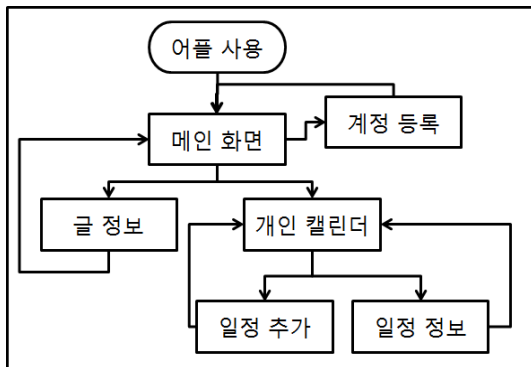 어플 사용
메인 화면
계정 등록
글 정보
개인 캘린더
일정 추가
일정 정보